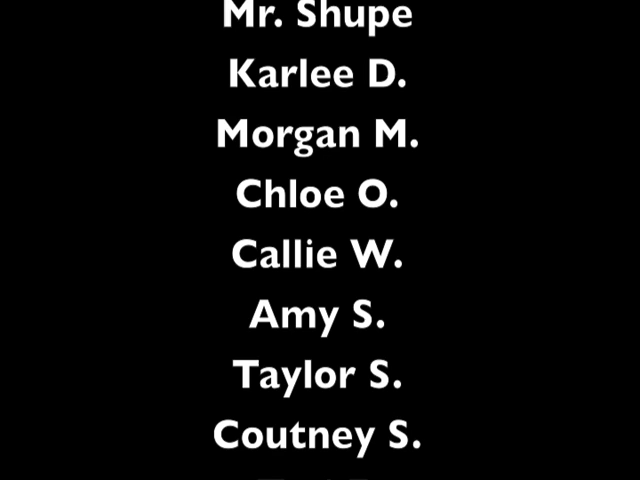 Mr. Shupe
Karlee D.
Morgan M.
Chloe O.
Callie W.
Amy S.
Taylor S.
Coutney S.